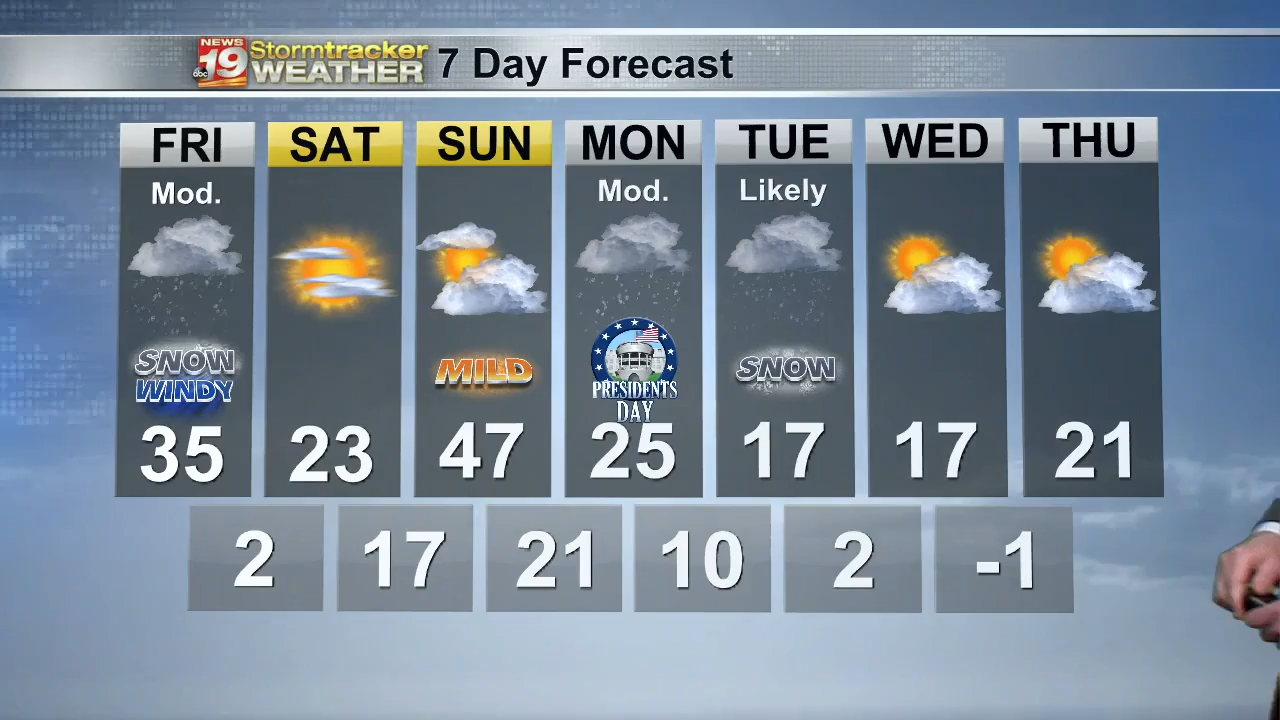 NEWS
19
abc
Stormtracker
WEATHER
7 Day Forecast
FRI SAT SUN MON TUE WED THU
Mod. Mod. Likely
SNOW
WINDY
MILD
PRESIDENTS
DAY
SNOW
35 23 47 25 17 17 21
2 17 21 10 2 -1